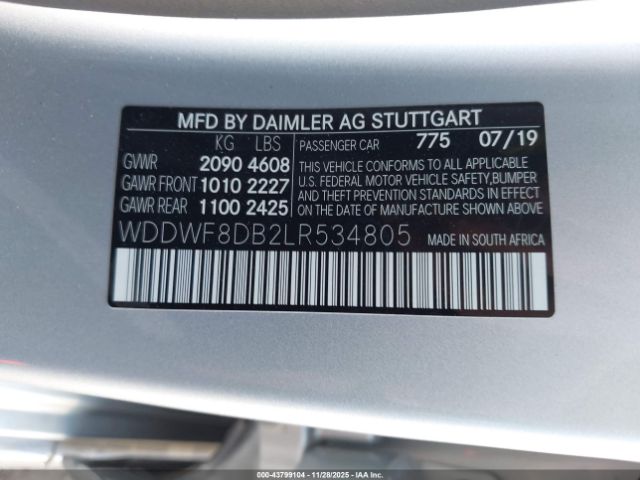 MFD BY DAIMLER AG STUTTGART
KG LBS PASSENGER CAR 775 07/19
GVWR 2090 4608
GAWR FRONT 1010 2227
GAWR REAR 1100 2425
THIS VEHICLE CONFORMS TO ALL APPLICABLE
U.S. FEDERAL MOTOR VEHICLE SAFETY,BUMPER
AND THEFT PREVENTION STANDARDS IN EFFECT
ON THE DATE OF MANUFACTURE SHOWN ABOVE
WDDWF8DB2LR534805 MADE IN SOUTH AFRICA
<<000-43799104 | 11/28/2025 | IAAI.COM>>